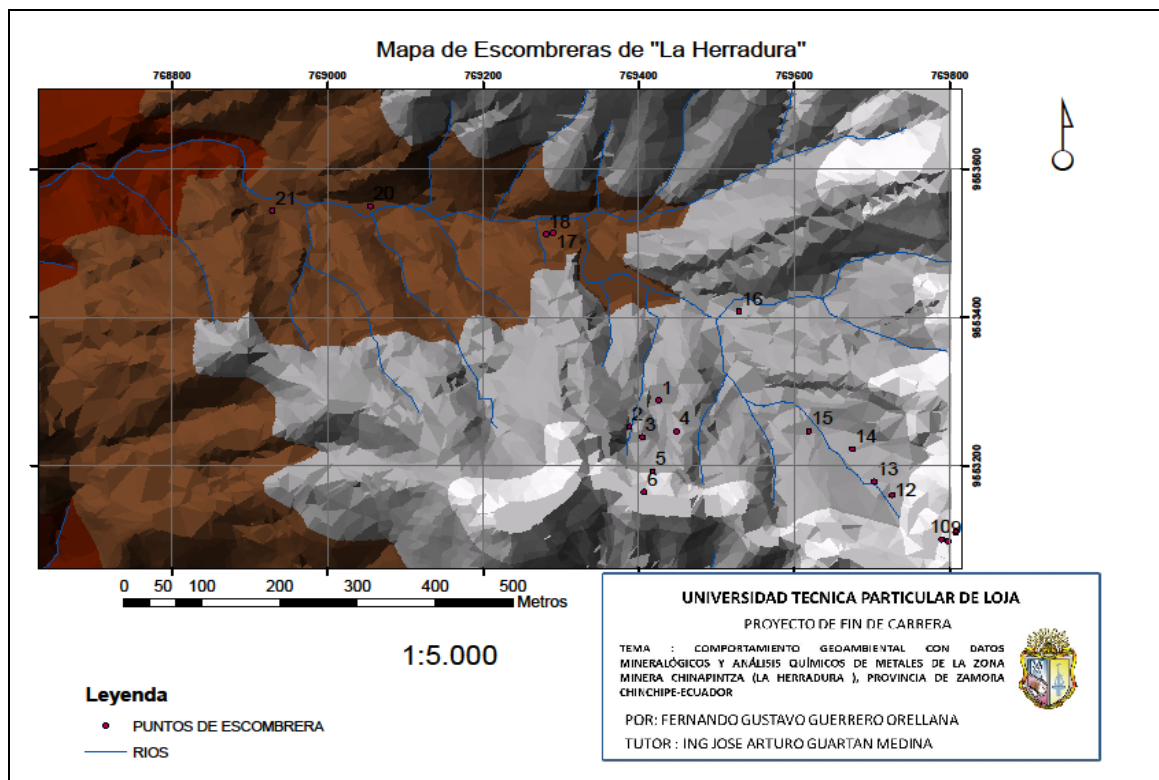 Mapa de Escombreras de "La Herradura"
768800 769000 769200 769400 769600 769800
9553600
21 20
18
17
16
9553400
1
2 3 4
15
14
5
13
9553200
6
12
10 9
0 50 100 200 300 400 500
Metros
1:5.000
Leyenda
PUNTOS DE ESCOMBRERA
RIOS
UNIVERSIDAD TECNICA PARTICULAR DE LOJA
PROYECTO DE FIN DE CARRERA
TEMA : COMPORTAMIENTO GEOAMBIENTAL CON DATOS
MINERALÓGICOS Y ANÁLISIS QUÍMICOS DE METALES DE LA ZONA
MINERA CHINAPINTZA (LA HERRADURA ), PROVINCIA DE ZAMORA
CHINCHIPE-ECUADOR
POR: FERNANDO GUSTAVO GUERRERO ORELLANA
TUTOR : ING JOSE ARTURO GUARTAN MEDINA